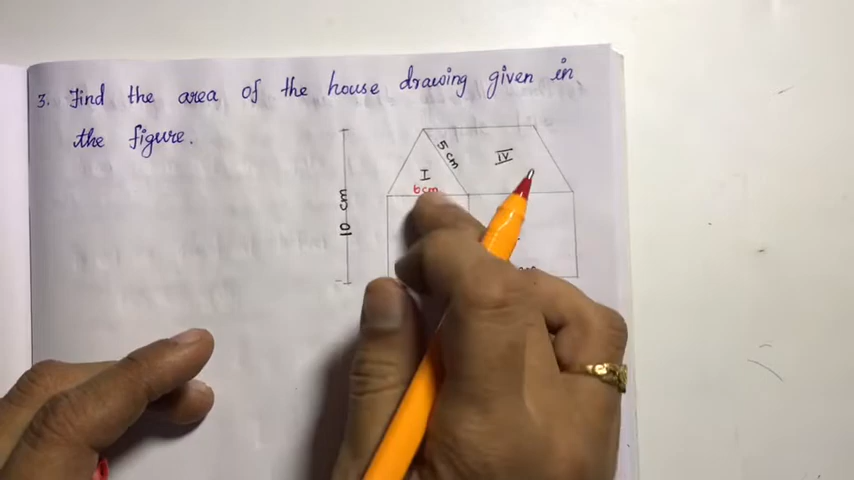 3. Find the area of the house drawing given in
the figure.
5 cm
IV
I
6cm
10 cm